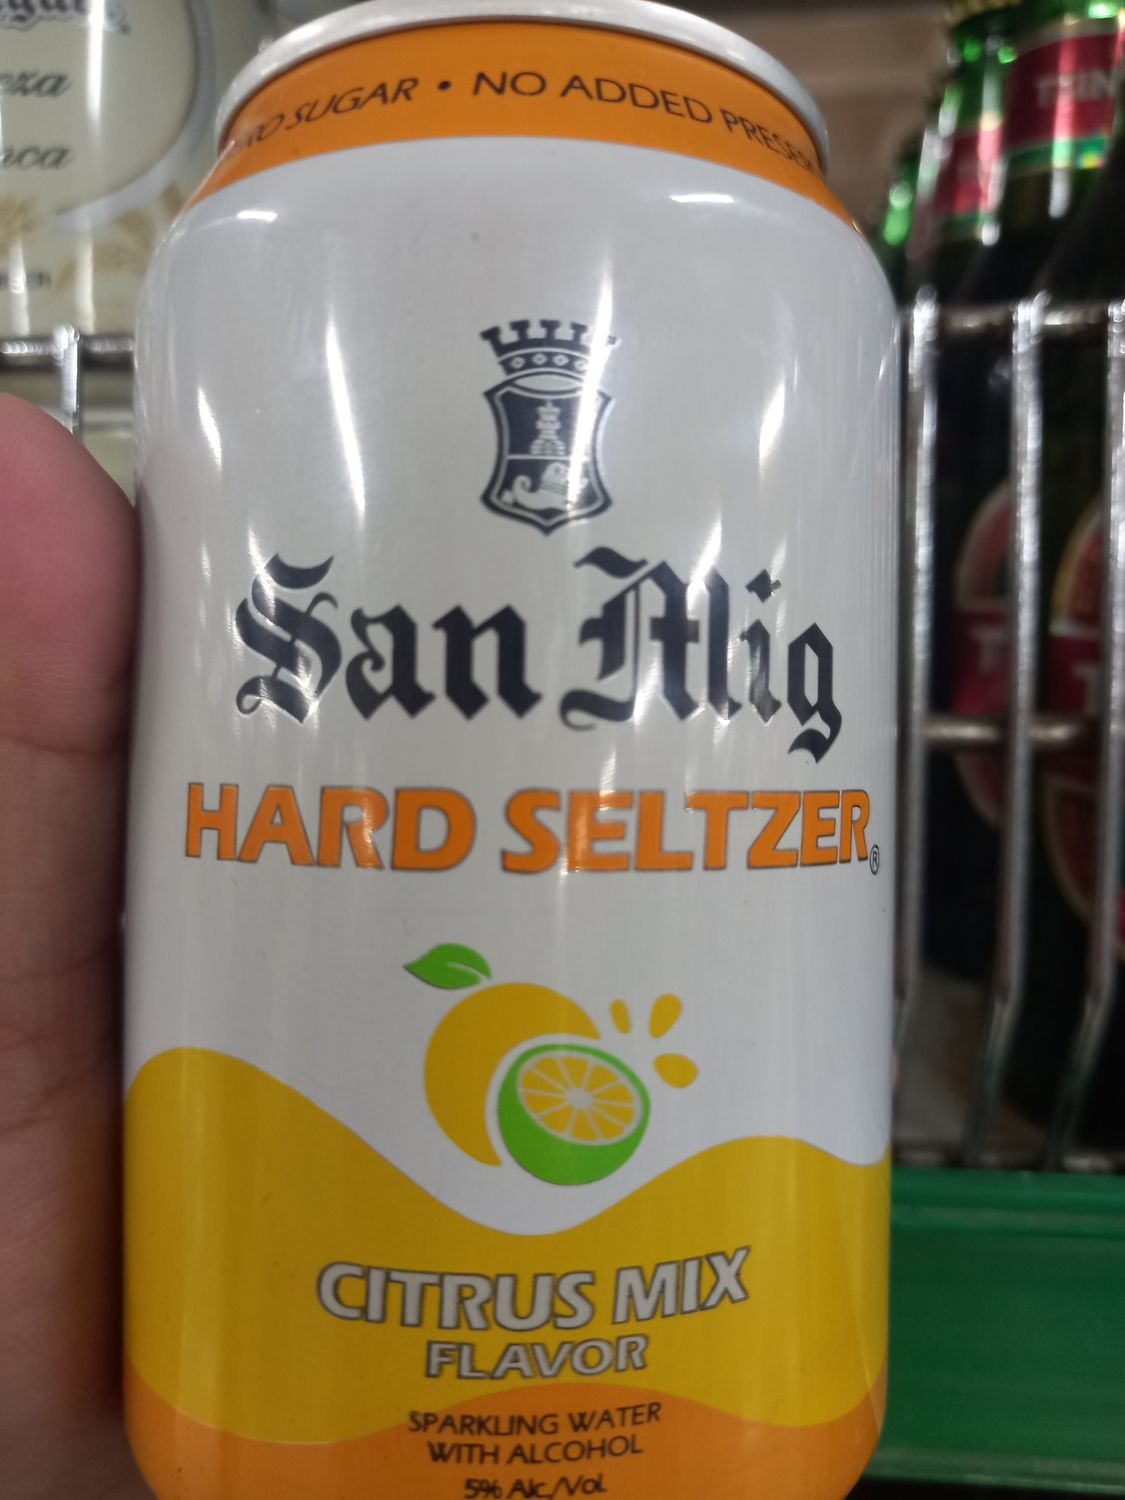 SUGAR • NO ADDED
San Mig
HARD SELTZER®
CITRUS MIX
FLAVOR
SPARKLING WATER
WITH ALCOHOL
5% Alc./Vol.